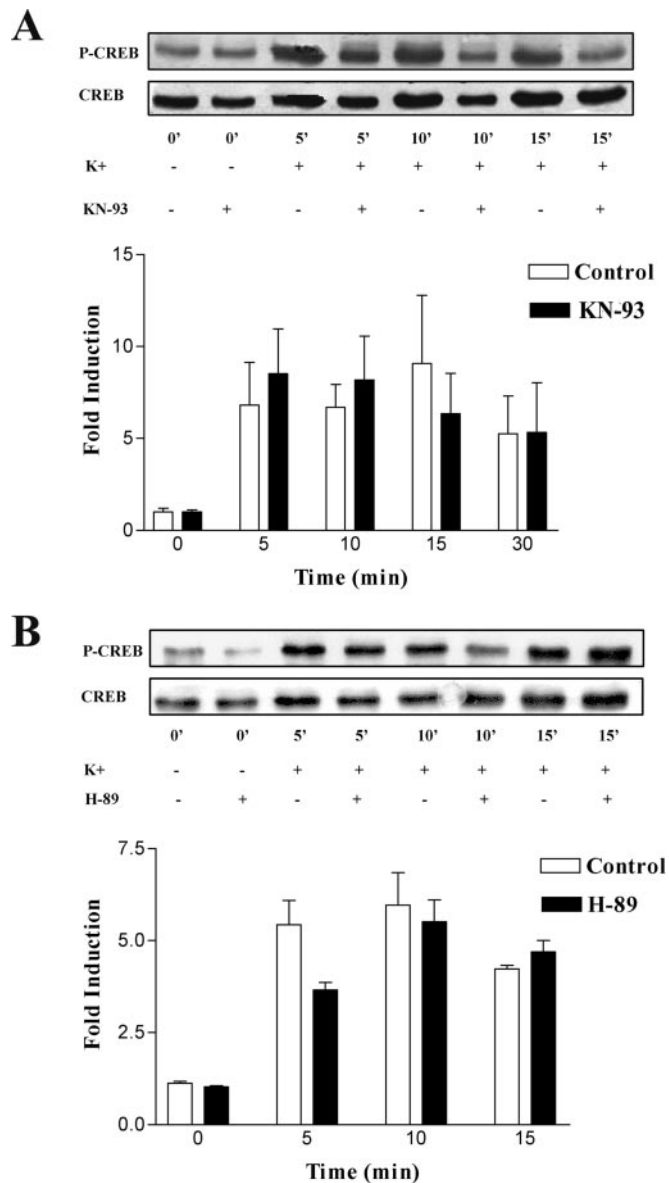 A
P-CREB
CREB
0’ 0’ 5’ 5’ 10’ 10’ 15’ 15’
K+ - - + + + + + +
KN-93 - + - + - + - +
15
10
5
0
Fold Induction
Control
KN-93
0 5 10 15 30
Time (min)
B
P-CREB
CREB
0’ 0’ 5’ 5’ 10’ 10’ 15’ 15’
K+ - - + + + + + +
H-89 - + - + - + - +
7.5
5.0
2.5
0.0
Fold Induction
Control
H-89
0 5 10 15
Time (min)